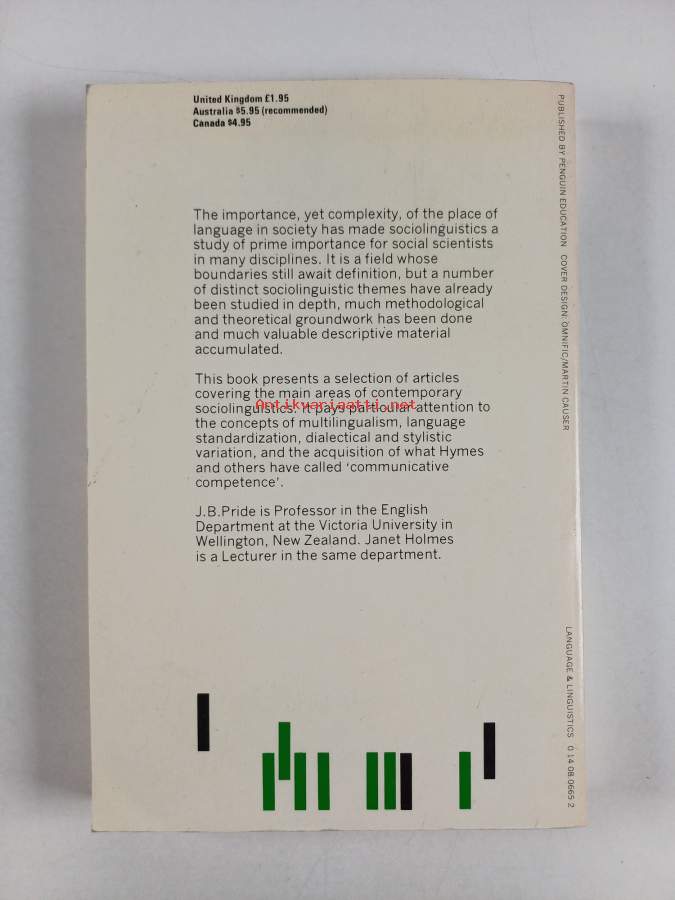 United Kingdom £1.95
Australia $5.95 (recommended)
Canada $4.95
The importance, yet complexity, of the place of
language in society has made sociolinguistics a
study of prime importance for social scientists
in many disciplines. It is a field whose
boundaries still await definition, but a number
of distinct sociolinguistic themes have already
been studied in depth, much methodological
and theoretical groundwork has been done
and much valuable descriptive material
accumulated.
This book presents a selection of articles
covering the main areas of contemporary
sociolinguistics. It pays particular attention to
Antikvariaatti.net
the concepts of multilingualism, language
standardization, dialectical and stylistic
variation, and the acquisition of what Hymes
and others have called ‘communicative
competence’.
J.B.Pride is Professor in the English
Department at the Victoria University in
Wellington, New Zealand. Janet Holmes
is a Lecturer in the same department.
PUBLISHED BY PENGUIN EDUCATION COVER DESIGN: OMNIFIC/MARTIN CAUSER
LANGUAGE & LINGUISTICS 0 14 08.0665 2